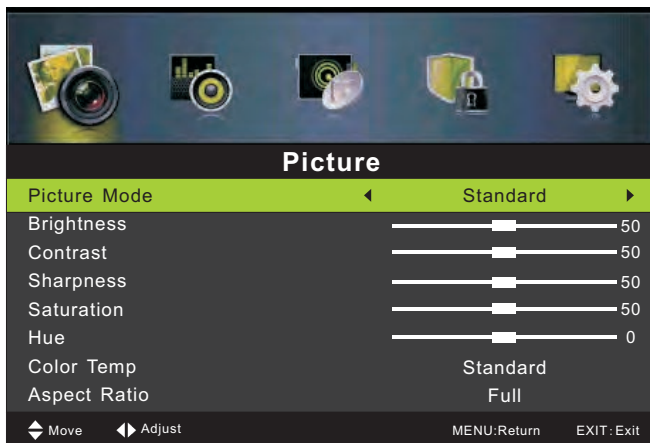 Picture
Picture Mode Standard
Brightness 50
Contrast 50
Sharpness 50
Saturation 50
Hue 0
Color Temp Standard
Aspect Ratio Full
Move Adjust MENU:Return EXIT:Exit